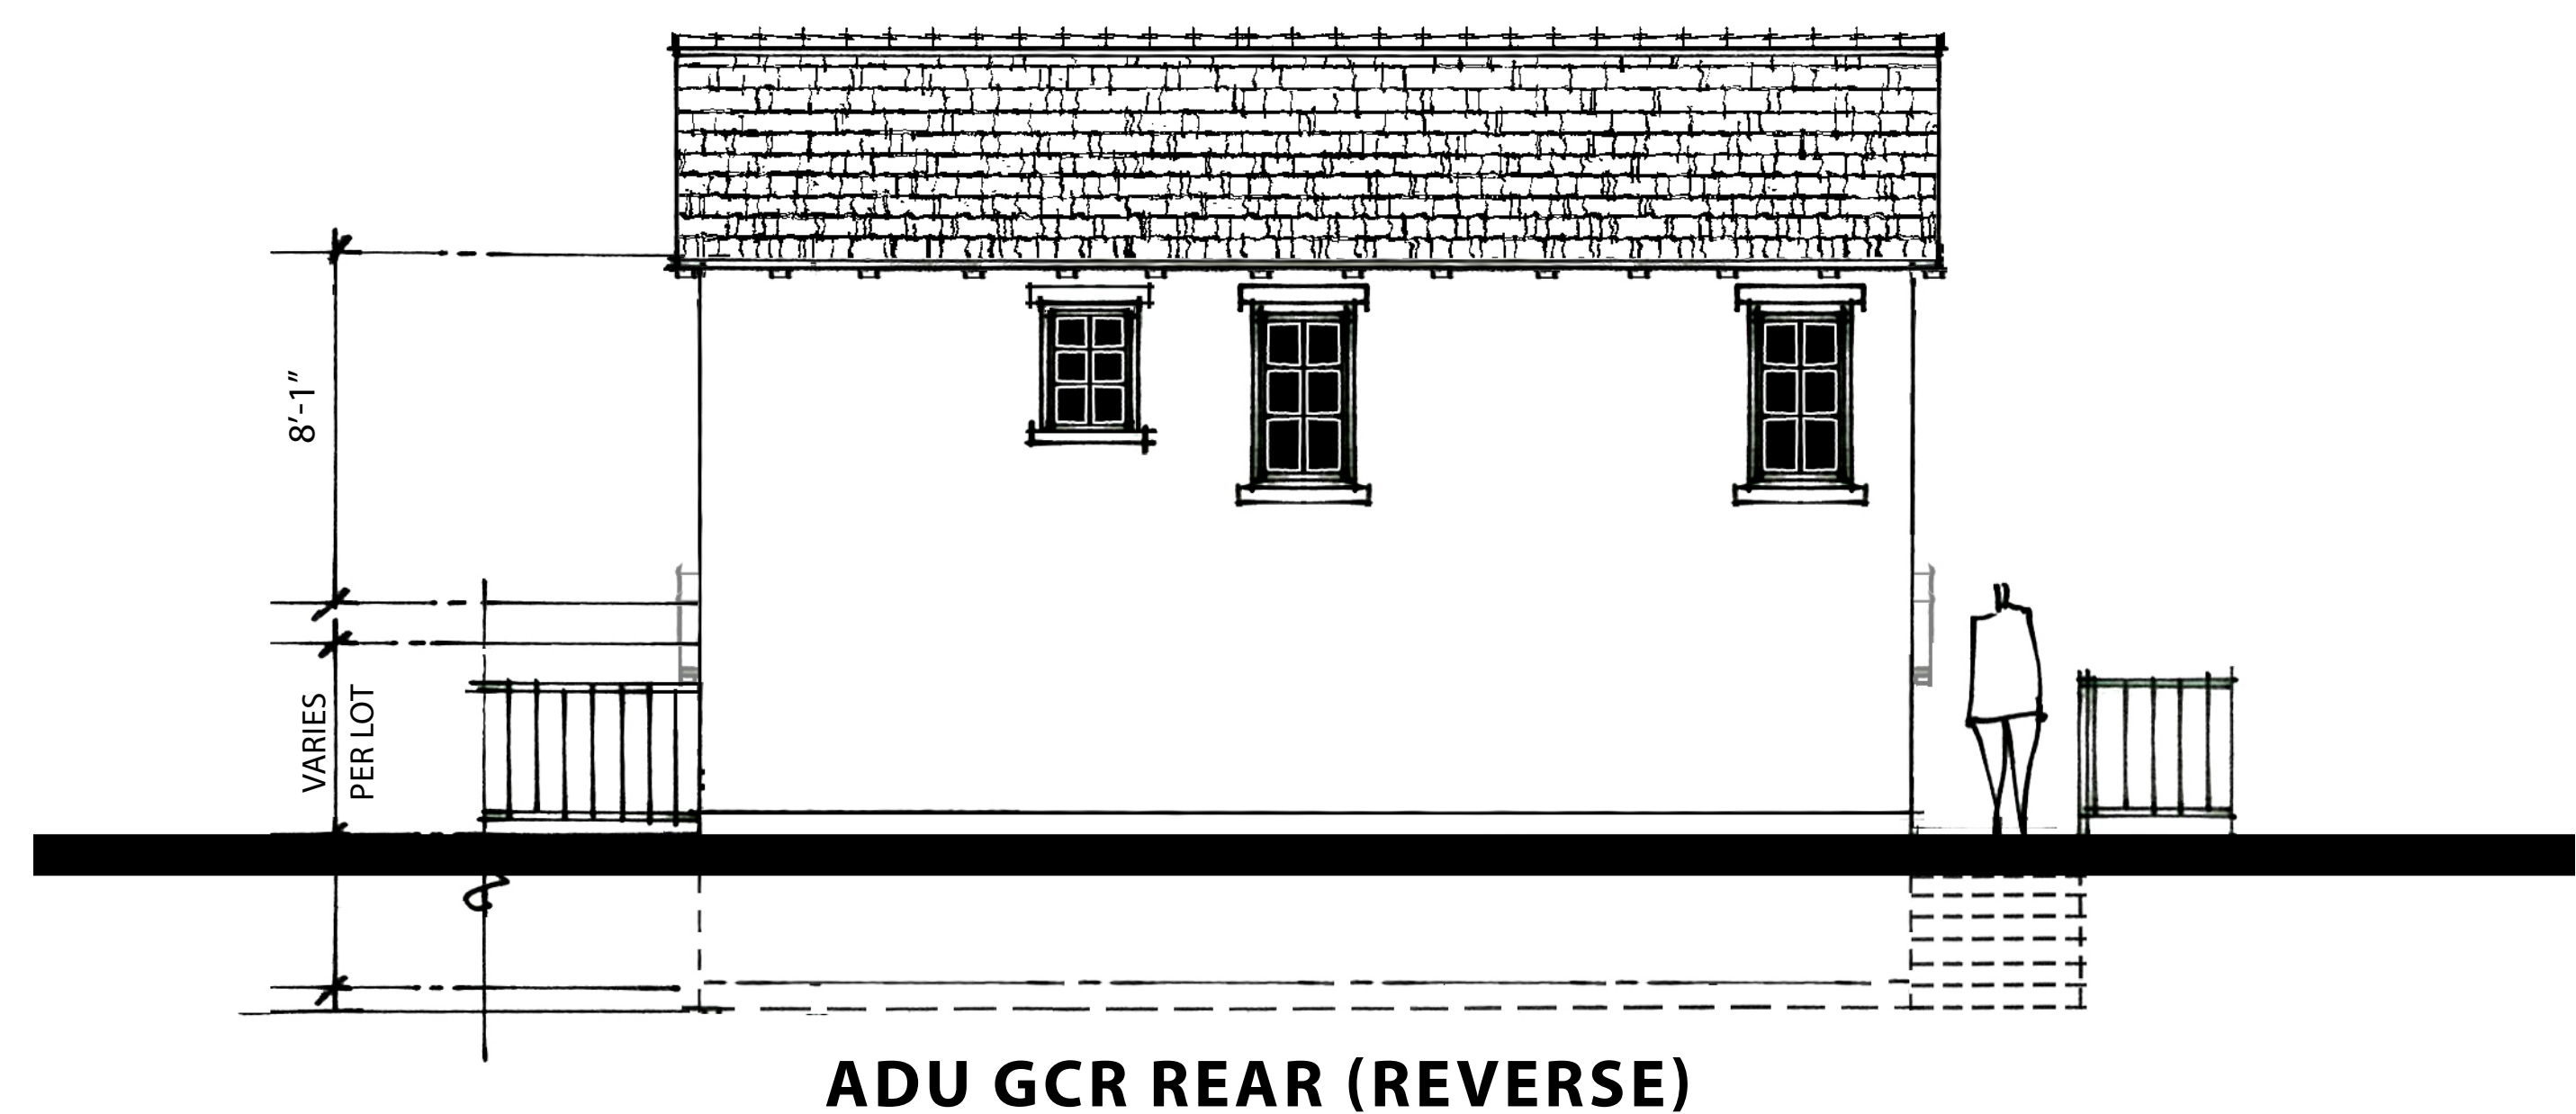 8’-1”
VARIES
PER LOT
ADU GCR REAR (REVERSE)